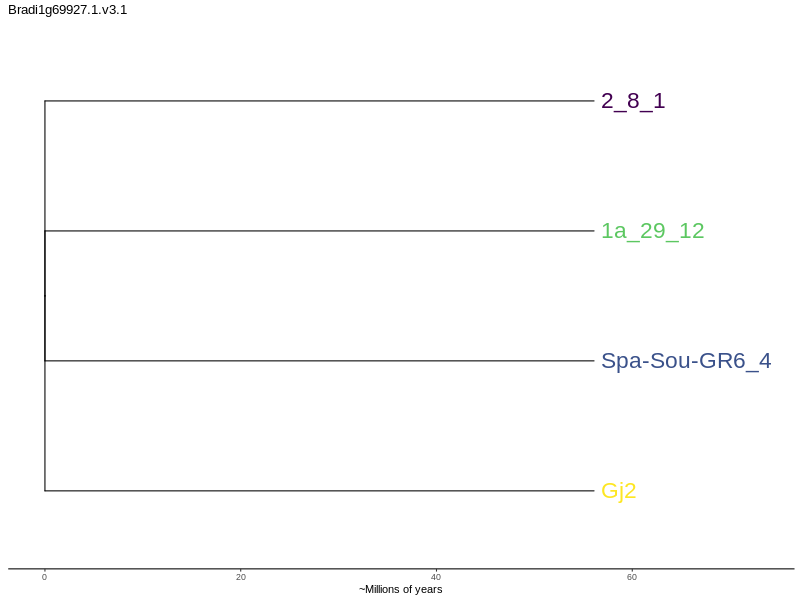 Bradi1g69927.1.v3.1
2_8_1
1a_29_12
Spa-Sou-GR6_4
Gj2
0 20 40 60
~Millions of years